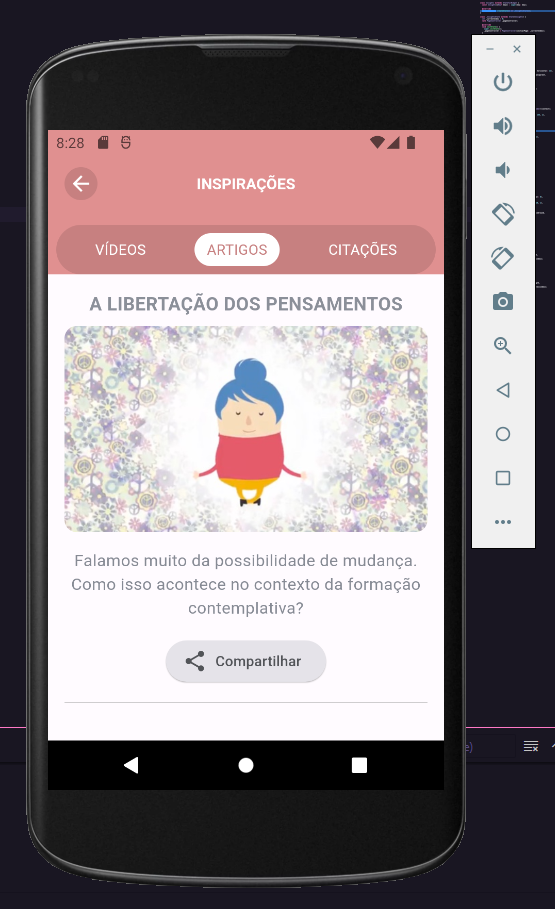 8:28
INSPIRAÇÕES
VÍDEOS ARTIGOS CITAÇÕES
A LIBERTAÇÃO DOS PENSAMENTOS
Falamos muito da possibilidade de mudança.
Como isso acontece no contexto da formação
contemplativa?
Compartilhar